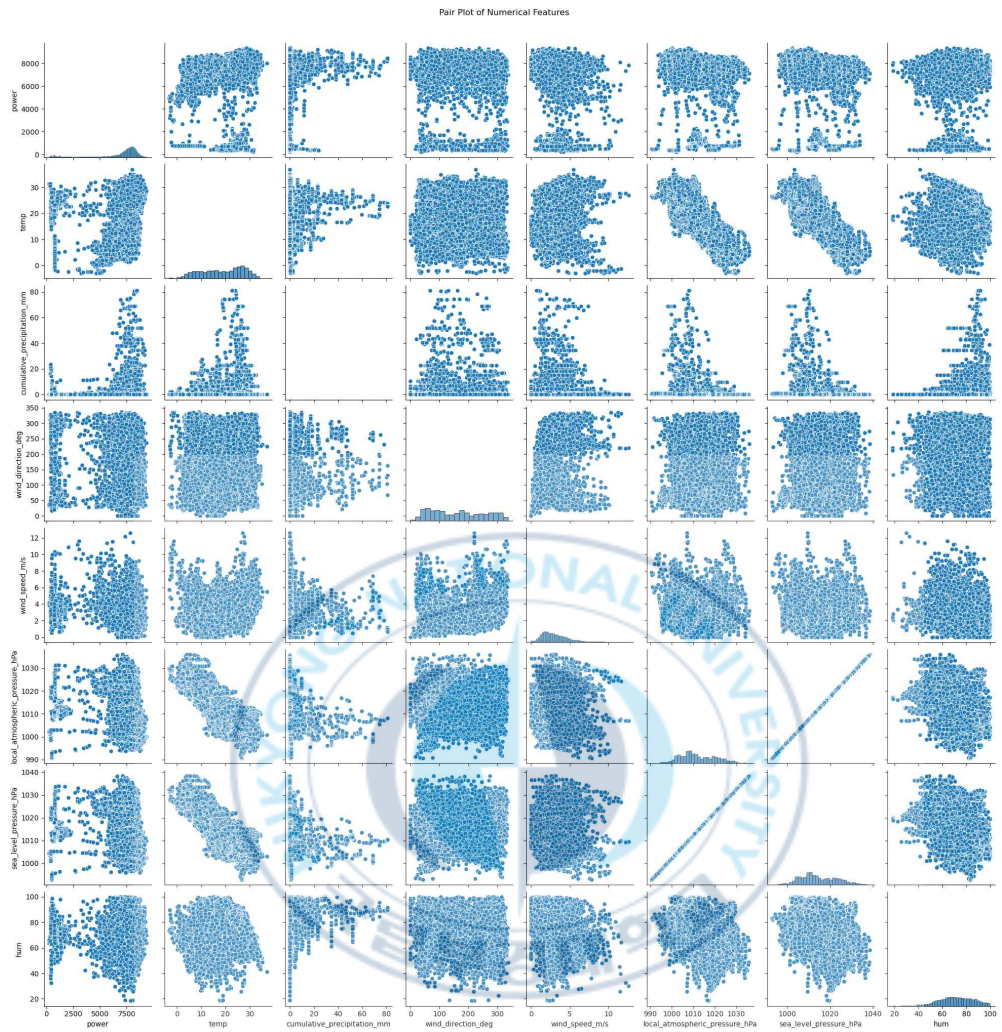 Pair Plot of Numerical Features
power
8000
6000
4000
2000
0
temp
30
20
10
0
cumulative_precipitation_mm
80
60
40
20
0
wind_direction_deg
350
300
250
200
150
100
50
0
wind_speed_m/s
12
10
8
6
4
2
0
local_atmospheric_pressure_hPa
1030
1020
1010
1000
990
sea_level_pressure_hPa
1040
1030
1020
1010
1000
hum
100
80
60
40
20
0 2500 5000 7500
power
0 10 20 30
temp
0 20 40 60 80
cumulative_precipitation_mm
0 100 200 300
wind_direction_deg
0 5 10
wind_speed_m/s
990 1000 1010 1020 1030
local_atmospheric_pressure_hPa
1000 1020 1040
sea_level_pressure_hPa
20 40 60 80 100
hum
NATIONAL UNIVERSITY